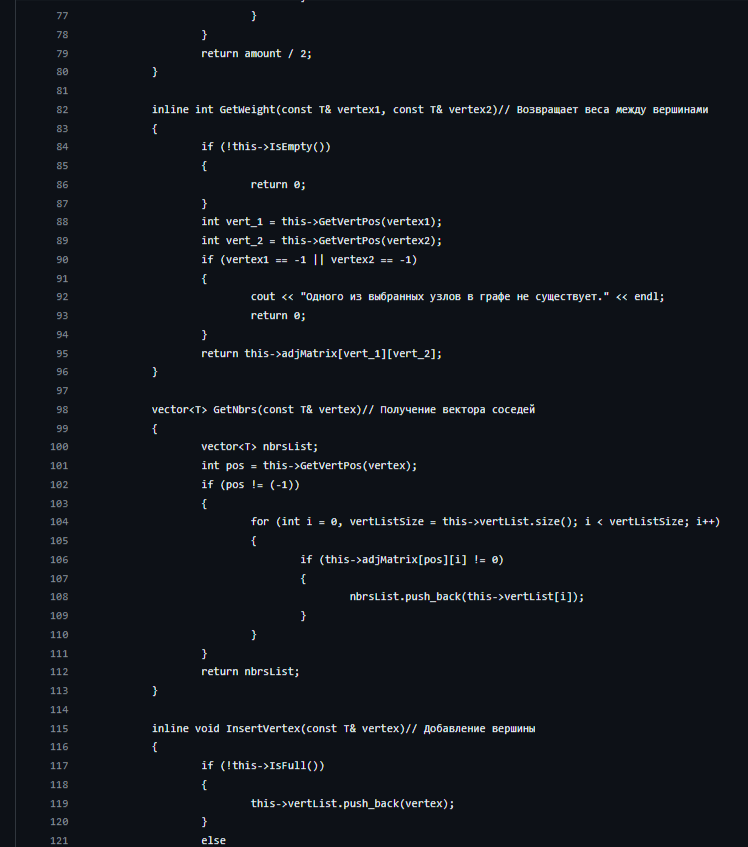 77 }
78 }
79 return amount / 2;
80 }
81
82 inline int GetWeight(const T& vertex1, const T& vertex2)// Возвращает веса между вершинами
83 {
84 if (!this->IsEmpty())
85 {
86 return 0;
87 }
88 int vert_1 = this->GetVertPos(vertex1);
89 int vert_2 = this->GetVertPos(vertex2);
90 if (vertex1 == -1 || vertex2 == -1)
91 {
92 cout << "Одного из выбранных узлов в графе не существует." << endl;
93 return 0;
94 }
95 return this->adjMatrix[vert_1][vert_2];
96 }
97
98 vector<T> GetNbrs(const T& vertex)// Получение вектора соседей
99 {
100 vector<T> nbrsList;
101 int pos = this->GetVertPos(vertex);
102 if (pos != (-1))
103 {
104 for (int i = 0, vertListSize = this->vertList.size(); i < vertListSize; i++)
105 {
106 if (this->adjMatrix[pos][i] != 0)
107 {
108 nbrsList.push_back(this->vertList[i]);
109 }
110 }
111 }
112 return nbrsList;
113 }
114
115 inline void InsertVertex(const T& vertex)// Добавление вершины
116 {
117 if (!this->IsFull())
118 {
119 this->vertList.push_back(vertex);
120 }
121 else